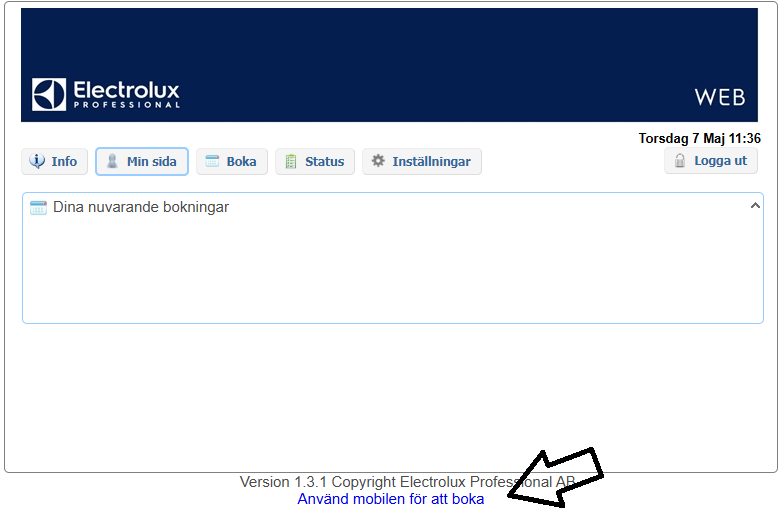 Electrolux
PROFESSIONAL
WEB
Torsdag 7 Maj 11:36
Info Min sida Boka Status Inställningar Logga ut
Dina nuvarande bokningar
Version 1.3.1 Copyright Electrolux Professional AB
Använd mobilen för att boka